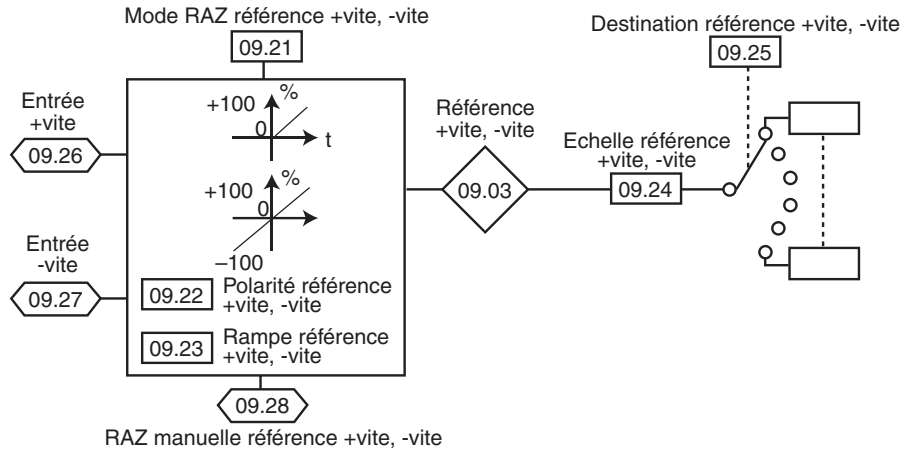 Mode RAZ référence +vite, -vite
09.21
Destination référence +vite, -vite
09.25
Entrée
+vite
09.26
+100
%
0
t
Référence
+vite, -vite
09.03
Echelle référence
+vite, -vite
09.24
+100
%
0
–100
Entrée
-vite
09.27
09.22
Polarité référence
+vite, -vite
09.23
Rampe référence
+vite, -vite
09.28
RAZ manuelle référence +vite, -vite